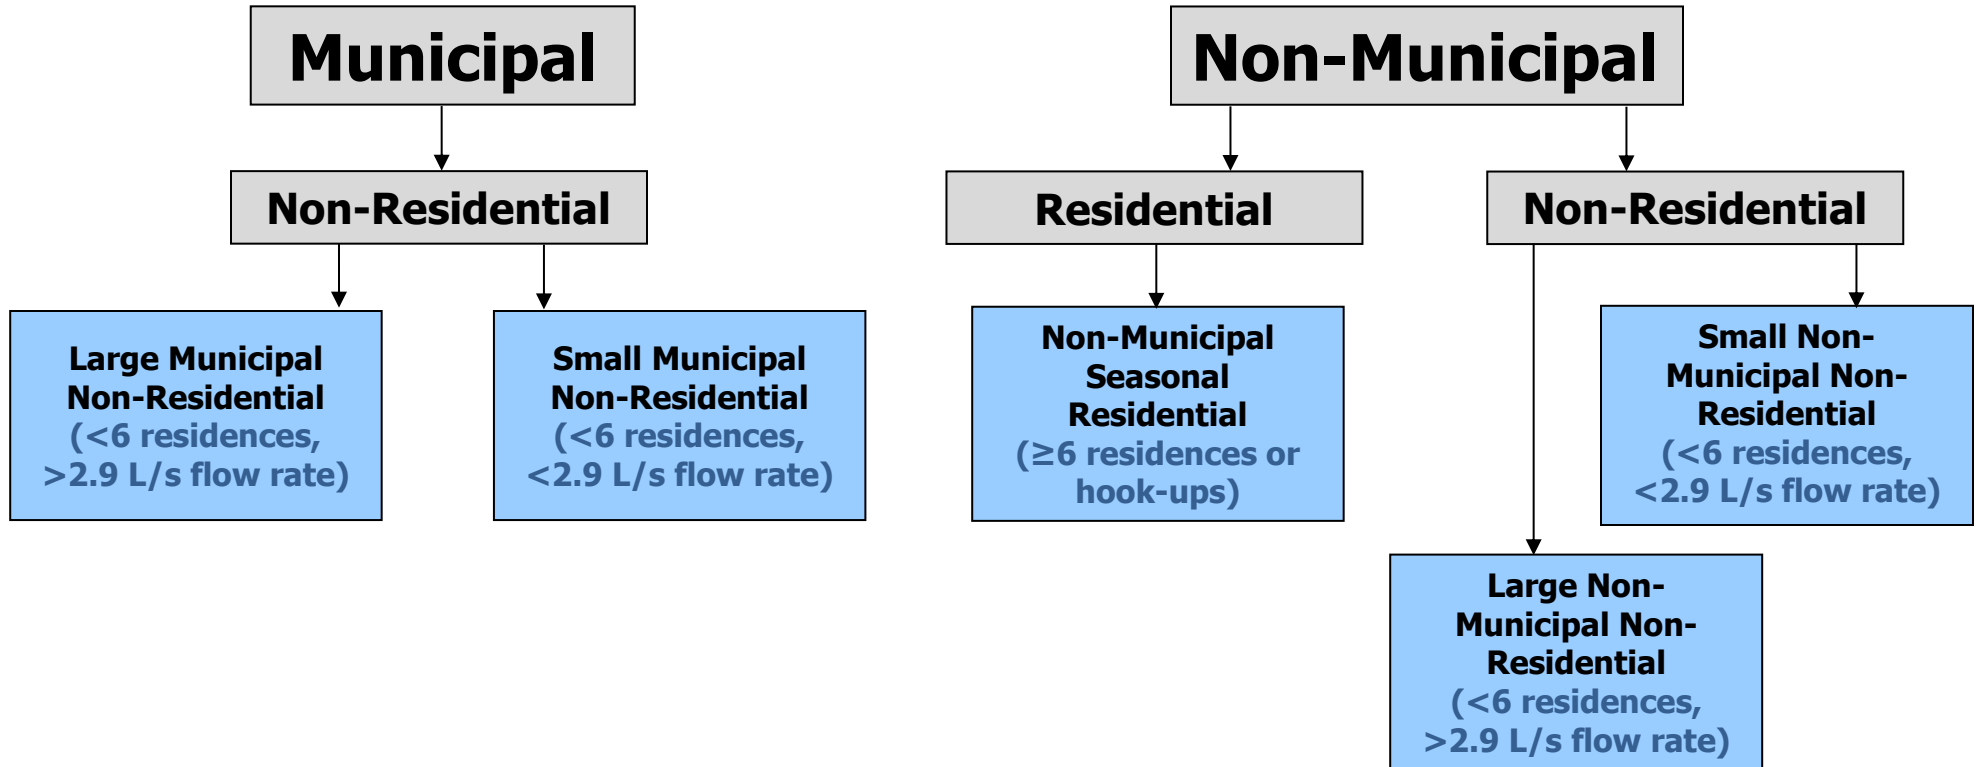 Municipal
Non-Municipal
Non-Residential
Residential
Non-Residential
Large Municipal
Non-Residential
(<6 residences,
>2.9 L/s flow rate)
Small Municipal
Non-Residential
(<6 residences,
<2.9 L/s flow rate)
Non-Municipal
Seasonal
Residential
(≥6 residences or
hook-ups)
Small Non-
Municipal Non-
Residential
(<6 residences,
<2.9 L/s flow rate)
Large Non-
Municipal Non-
Residential
(<6 residences,
>2.9 L/s flow rate)